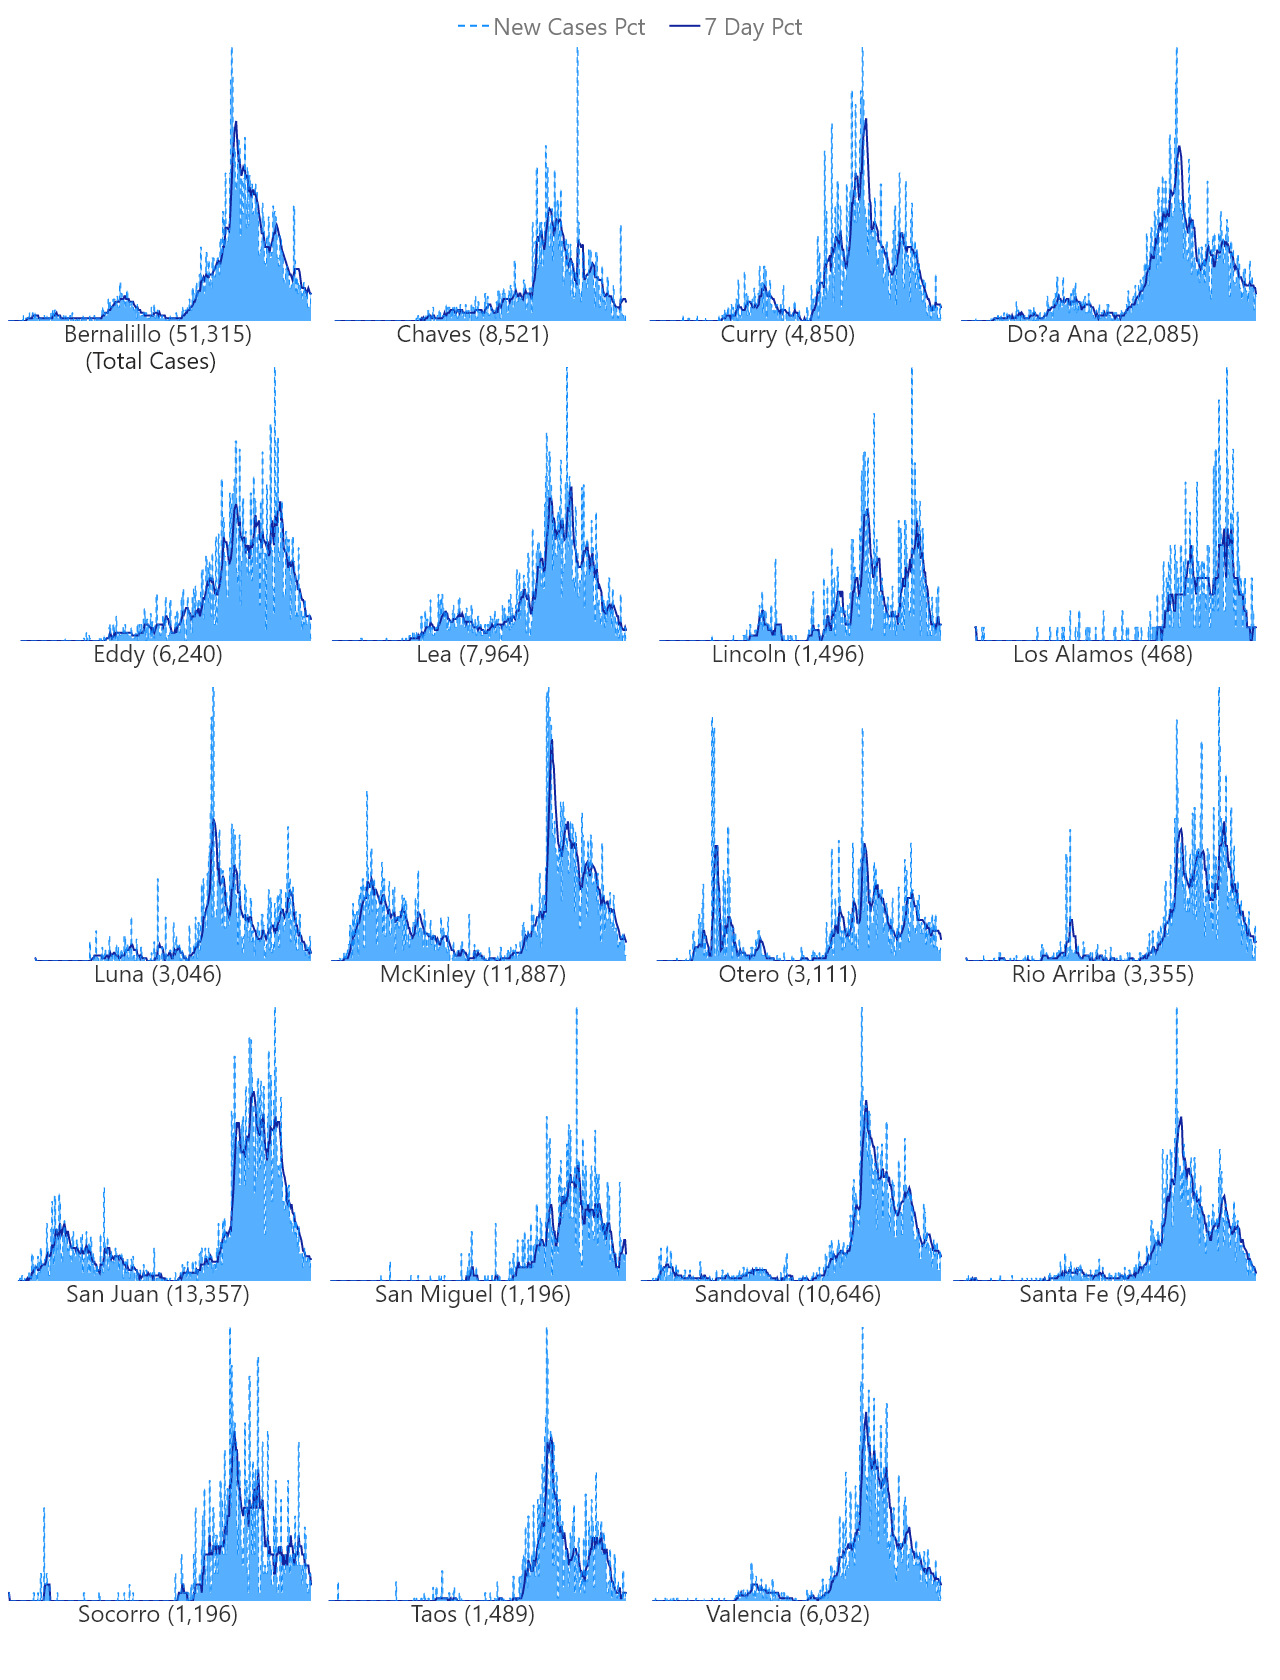 New Cases Pct 7 Day Pct
Bernalillo (51,315) Chaves (8,521) Curry (4,850) Do?a Ana (22,085)
(Total Cases)
Eddy (6,240) Lea (7,964) Lincoln (1,496) Los Alamos (468)
Luna (3,046) McKinley (11,887) Otero (3,111) Rio Arriba (3,355)
San Juan (13,357) San Miguel (1,196) Sandoval (10,646) Santa Fe (9,446)
Socorro (1,196) Taos (1,489) Valencia (6,032)